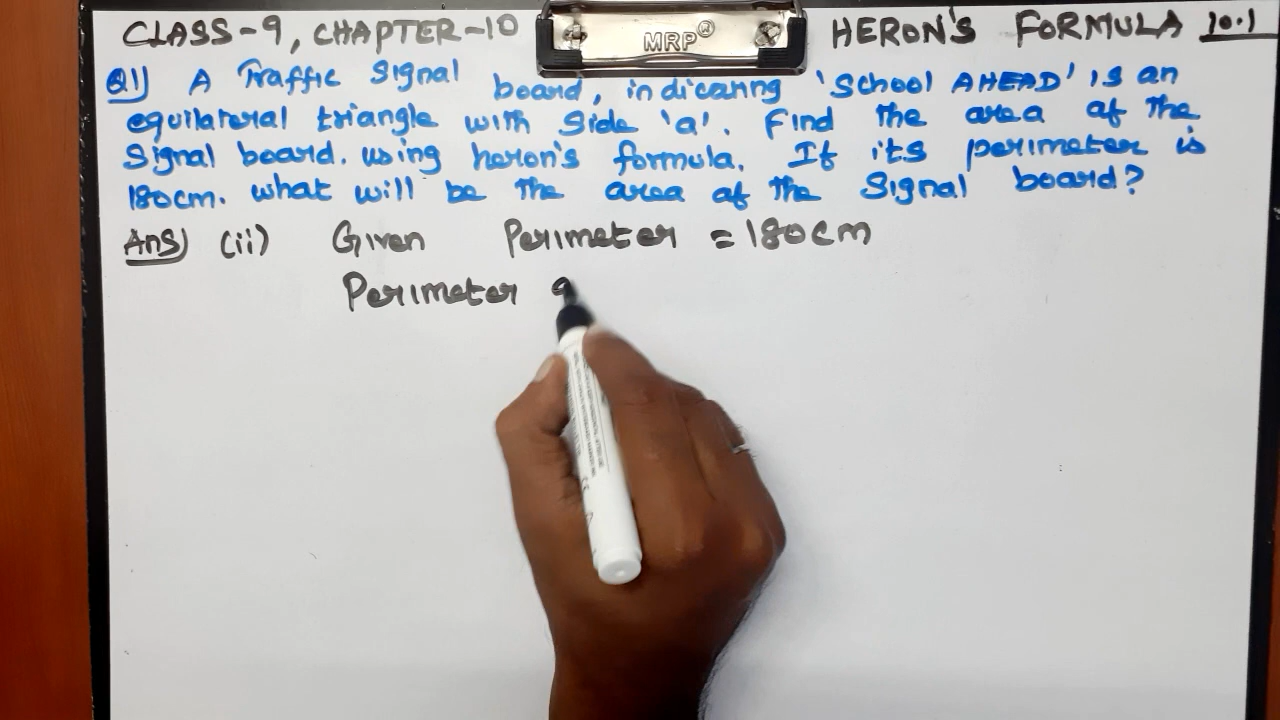 CLASS-9, CHAPTER-10 MRP® HERON'S FORMULA 10.1
Q1) A Traffic Signal board, indicating 'School AHEAD' is an
equilateral triangle with side 'a'. Find the area of the
Signal board. using heron's formula. If its perimeter is
180cm. what will be the area of the Signal board?
Ans) (ii) Given Perimeter = 180cm
Perimeter